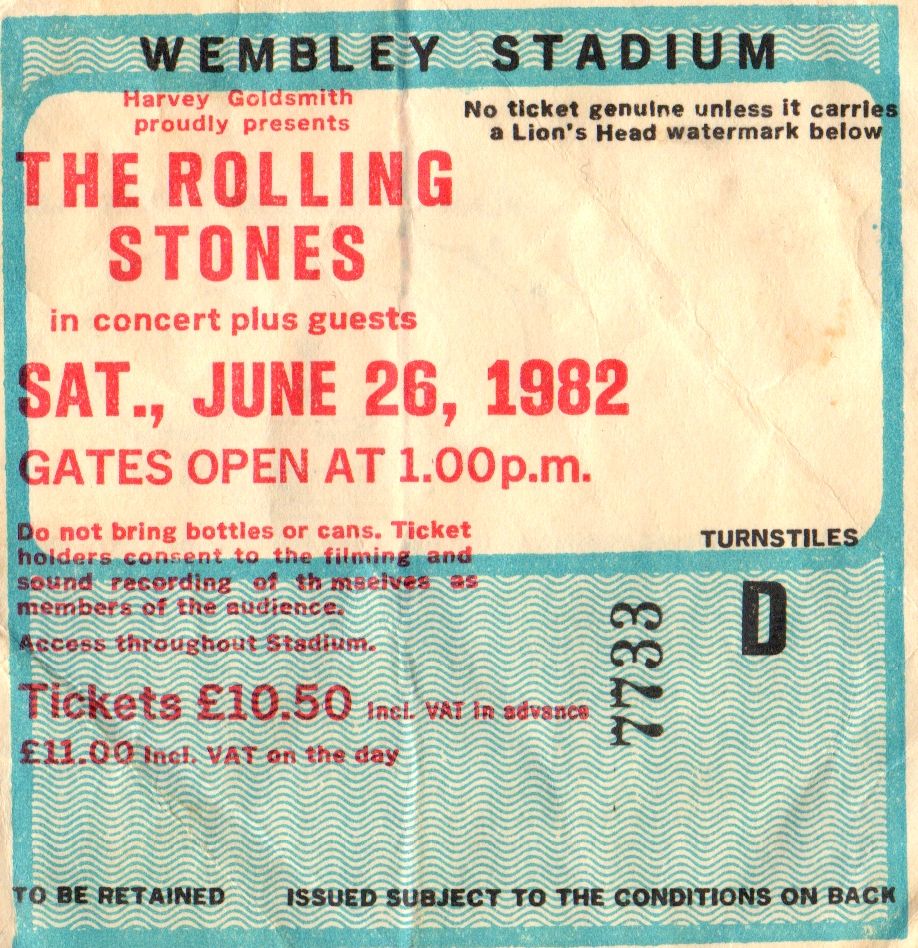 WEMBLEY STADIUM
Harvey Goldsmith
proudly presents
No ticket genuine unless it carries
a Lion's Head watermark below
THE ROLLING
STONES
in concert plus guests
SAT., JUNE 26, 1982
GATES OPEN AT 1.00p.m.
Do not bring bottles or cans. Ticket
holders consent to the filming and
sound recording of th mselves as
members of the audience.
Access throughout Stadium.
TURNSTILES
D
7733
Tickets £10.50 Incl. VAT in advance
£11.00 Incl. VAT on the day
TO BE RETAINED
ISSUED SUBJECT TO THE CONDITIONS ON BACK